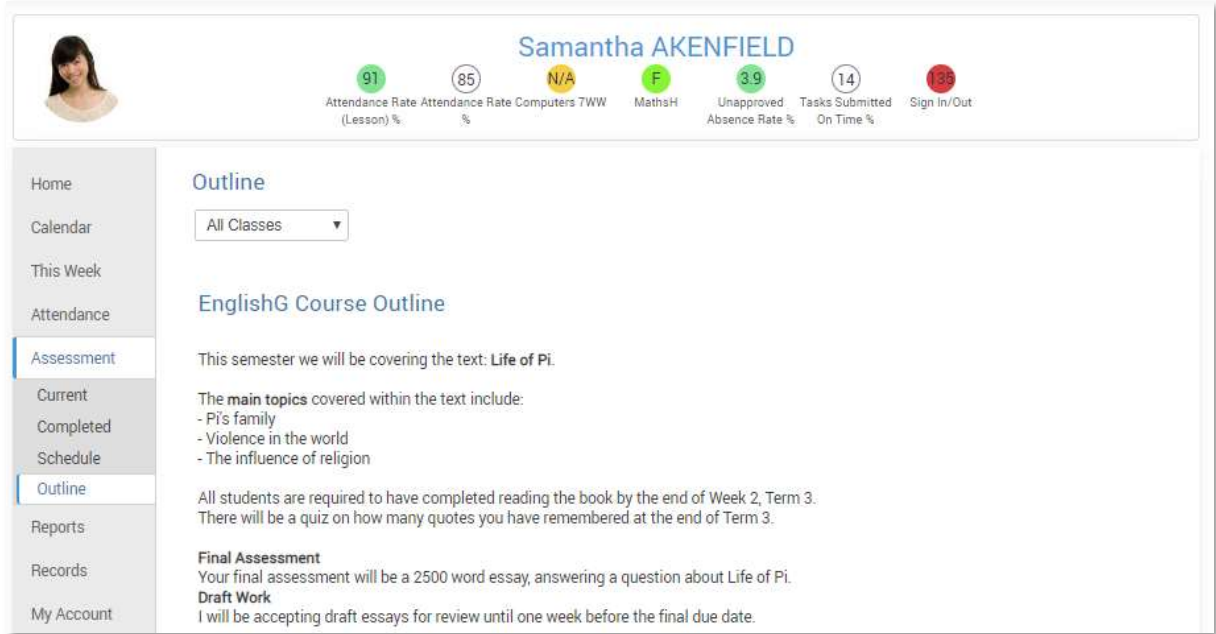 Samantha AKENFIELD
91 85 N/A F 3.9 14 135
Attendance Rate Attendance Rate Computers 7WW MathsH Unapproved Tasks Submitted Sign In/Out
(Lesson) % % Absence Rate % On Time %
Home
Calendar
This Week
Attendance
Assessment
Current
Completed
Schedule
Outline
Reports
Records
My Account
Outline
All Classes
EnglishG Course Outline
This semester we will be covering the text: Life of Pi.
The main topics covered within the text include:
- Pi's family
- Violence in the world
- The influence of religion
All students are required to have completed reading the book by the end of Week 2, Term 3.
There will be a quiz on how many quotes you have remembered at the end of Term 3.
Final Assessment
Your final assessment will be a 2500 word essay, answering a question about Life of Pi.
Draft Work
I will be accepting draft essays for review until one week before the final due date.